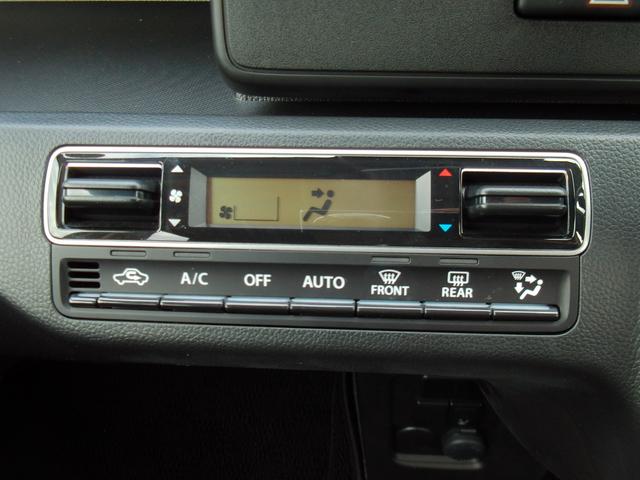 A/C OFF AUTO FRONT REAR